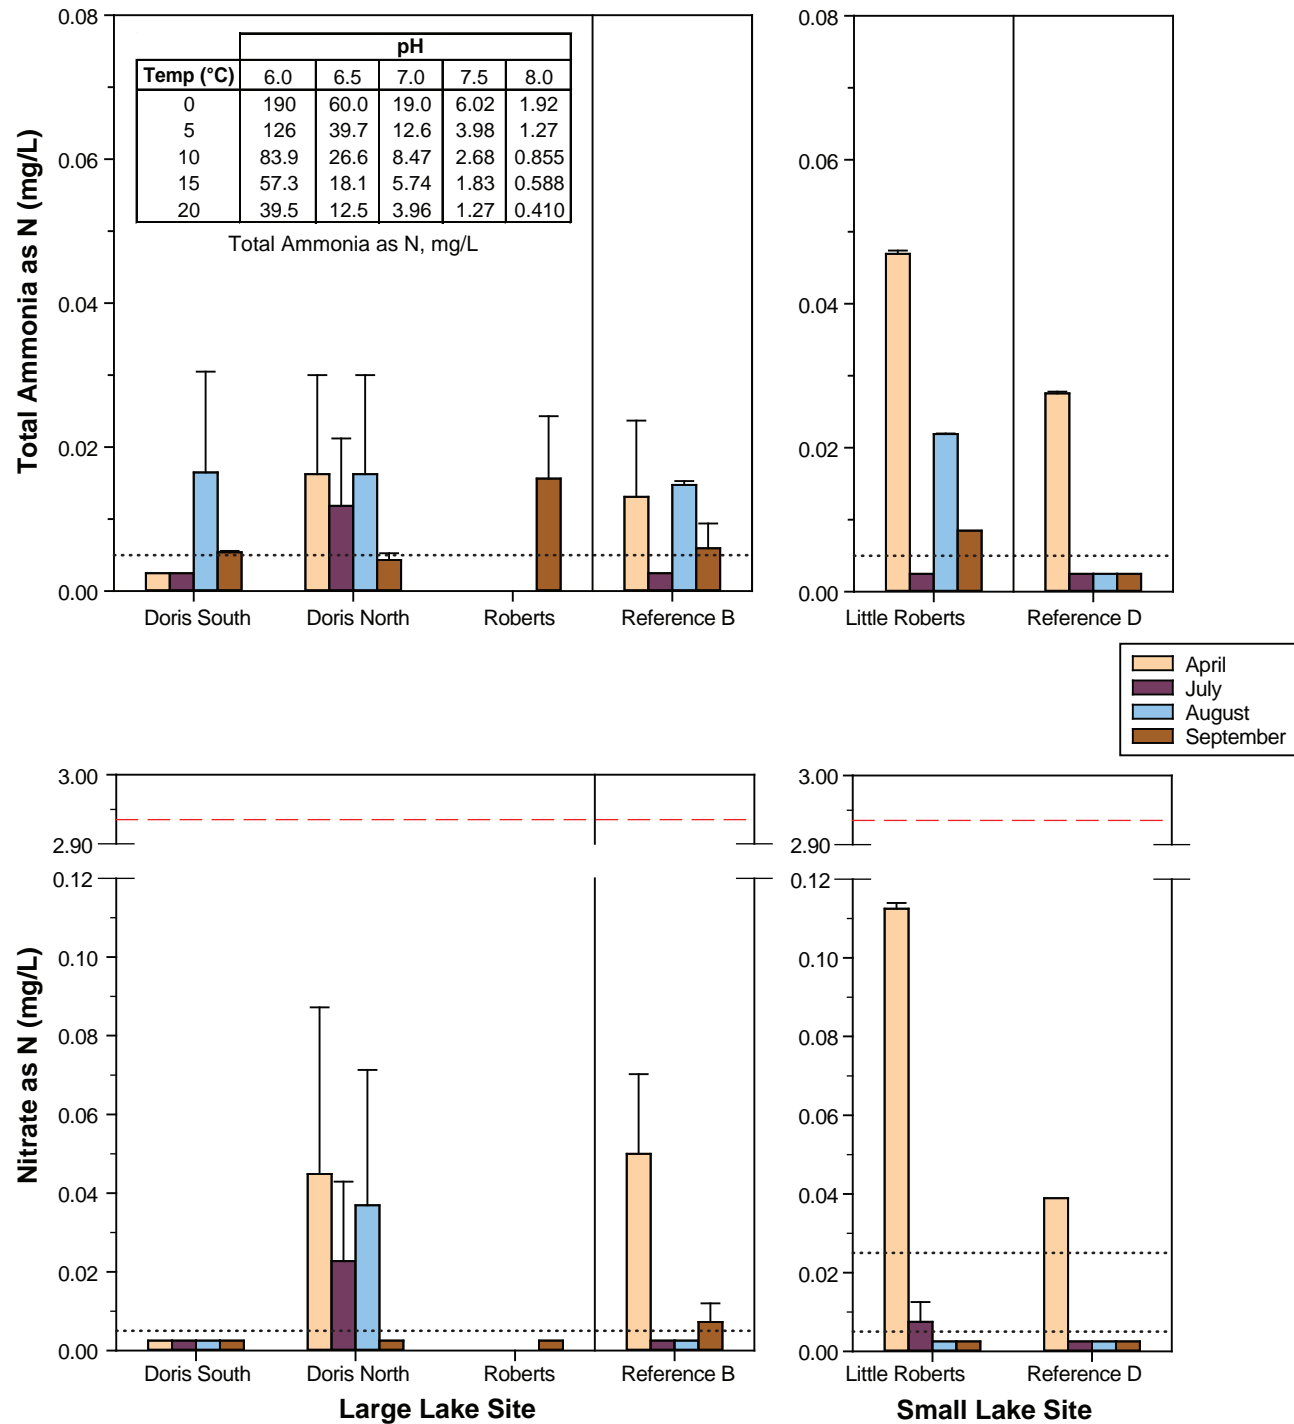 Total Ammonia as N (mg/L)
0.08
0.06
0.04
0.02
0.00
pH
Temp (°C) 6.0 6.5 7.0 7.5 8.0
0 190 60.0 19.0 6.02 1.92
5 126 39.7 12.6 3.98 1.27
10 83.9 26.6 8.47 2.68 0.855
15 57.3 18.1 5.74 1.83 0.588
20 39.5 12.5 3.96 1.27 0.410
Total Ammonia as N, mg/L
Doris South Doris North Roberts Reference B
0.08
0.06
0.04
0.02
0.00
Little Roberts Reference D
April
July
August
September
Nitrate as N (mg/L)
3.00
2.90
0.12
0.10
0.08
0.06
0.04
0.02
0.00
Doris South Doris North Roberts Reference B
Large Lake Site
3.00
2.90
0.12
0.10
0.08
0.06
0.04
0.02
0.00
Little Roberts Reference D
Small Lake Site